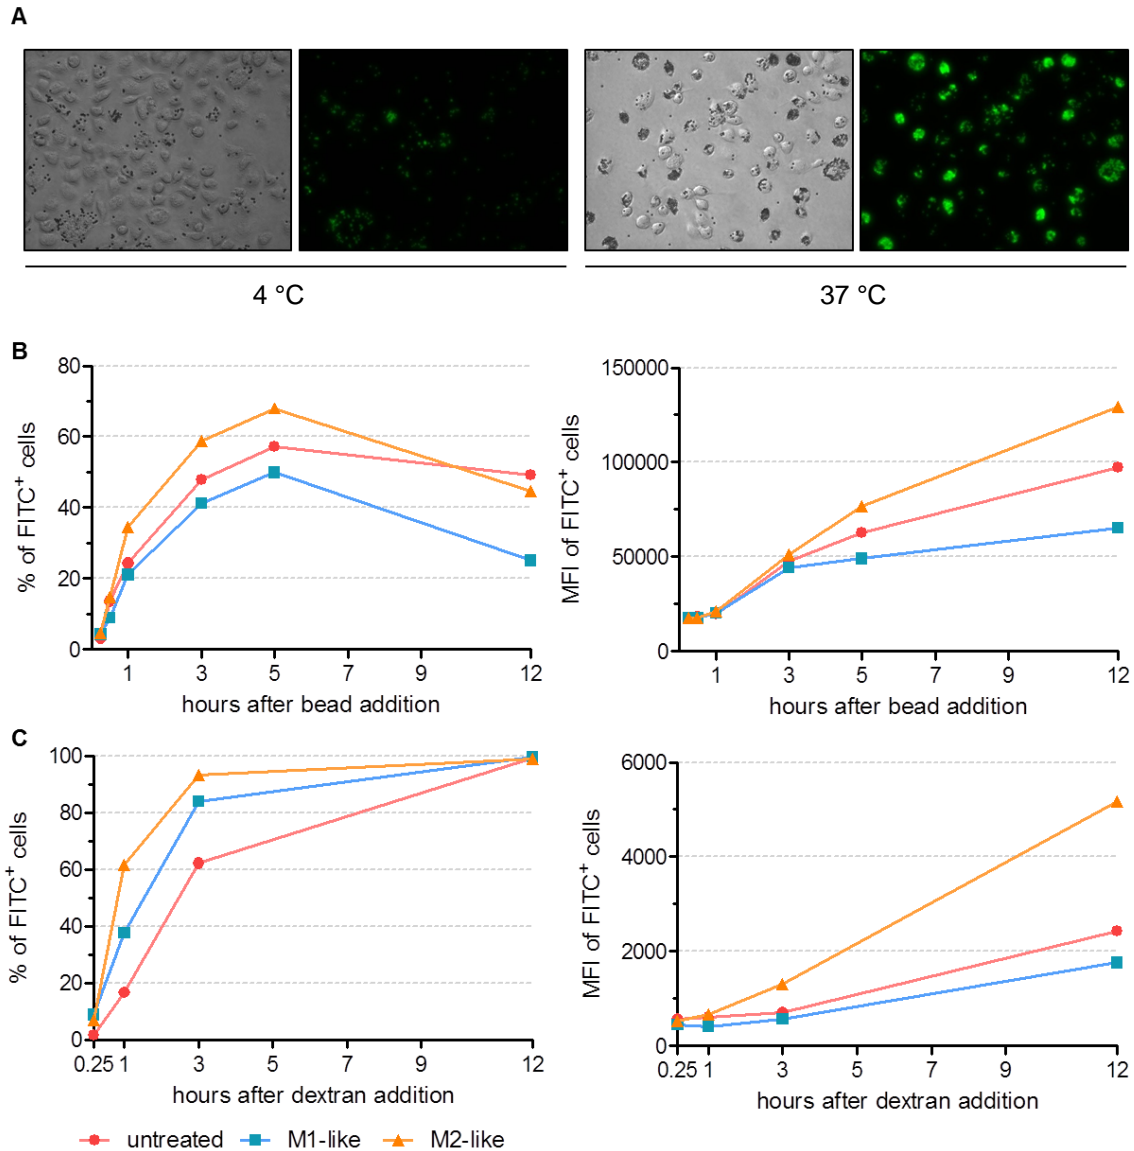 A
4 °C
37 °C
B
80
60
40
20
0
% of FITC+ cells
1 3 5 7 9 12
hours after bead addition
150000
100000
50000
0
MFI of FITC+ cells
1 3 5 7 9 12
hours after bead addition
C
100
80
60
40
20
0
% of FITC+ cells
0.25 1 3 5 7 9 12
hours after dextran addition
6000
4000
2000
0
MFI of FITC+ cells
0.25 1 3 5 7 9 12
hours after dextran addition
untreated M1-like M2-like